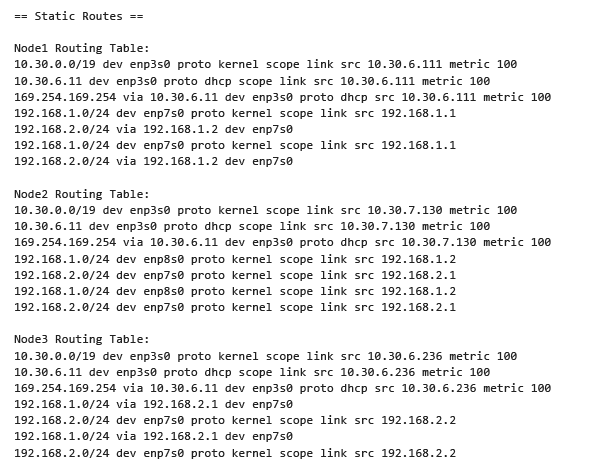 == Static Routes ==
Node1 Routing Table:
10.30.0.0/19 dev enp3s0 proto kernel scope link src 10.30.6.111 metric 100
10.30.6.11 dev enp3s0 proto dhcp scope link src 10.30.6.111 metric 100
169.254.169.254 via 10.30.6.11 dev enp3s0 proto dhcp src 10.30.6.111 metric 100
192.168.1.0/24 dev enp7s0 proto kernel scope link src 192.168.1.1
192.168.2.0/24 via 192.168.1.2 dev enp7s0
192.168.1.0/24 dev enp7s0 proto kernel scope link src 192.168.1.1
192.168.2.0/24 via 192.168.1.2 dev enp7s0
Node2 Routing Table:
10.30.0.0/19 dev enp3s0 proto kernel scope link src 10.30.7.130 metric 100
10.30.6.11 dev enp3s0 proto dhcp scope link src 10.30.7.130 metric 100
169.254.169.254 via 10.30.6.11 dev enp3s0 proto dhcp src 10.30.7.130 metric 100
192.168.1.0/24 dev enp8s0 proto kernel scope link src 192.168.1.2
192.168.2.0/24 dev enp7s0 proto kernel scope link src 192.168.2.1
192.168.1.0/24 dev enp8s0 proto kernel scope link src 192.168.1.2
192.168.2.0/24 dev enp7s0 proto kernel scope link src 192.168.2.1
Node3 Routing Table:
10.30.0.0/19 dev enp3s0 proto kernel scope link src 10.30.6.236 metric 100
10.30.6.11 dev enp3s0 proto dhcp scope link src 10.30.6.236 metric 100
169.254.169.254 via 10.30.6.11 dev enp3s0 proto dhcp src 10.30.6.236 metric 100
192.168.1.0/24 via 192.168.2.1 dev enp7s0
192.168.2.0/24 dev enp7s0 proto kernel scope link src 192.168.2.2
192.168.1.0/24 via 192.168.2.1 dev enp7s0
192.168.2.0/24 dev enp7s0 proto kernel scope link src 192.168.2.2